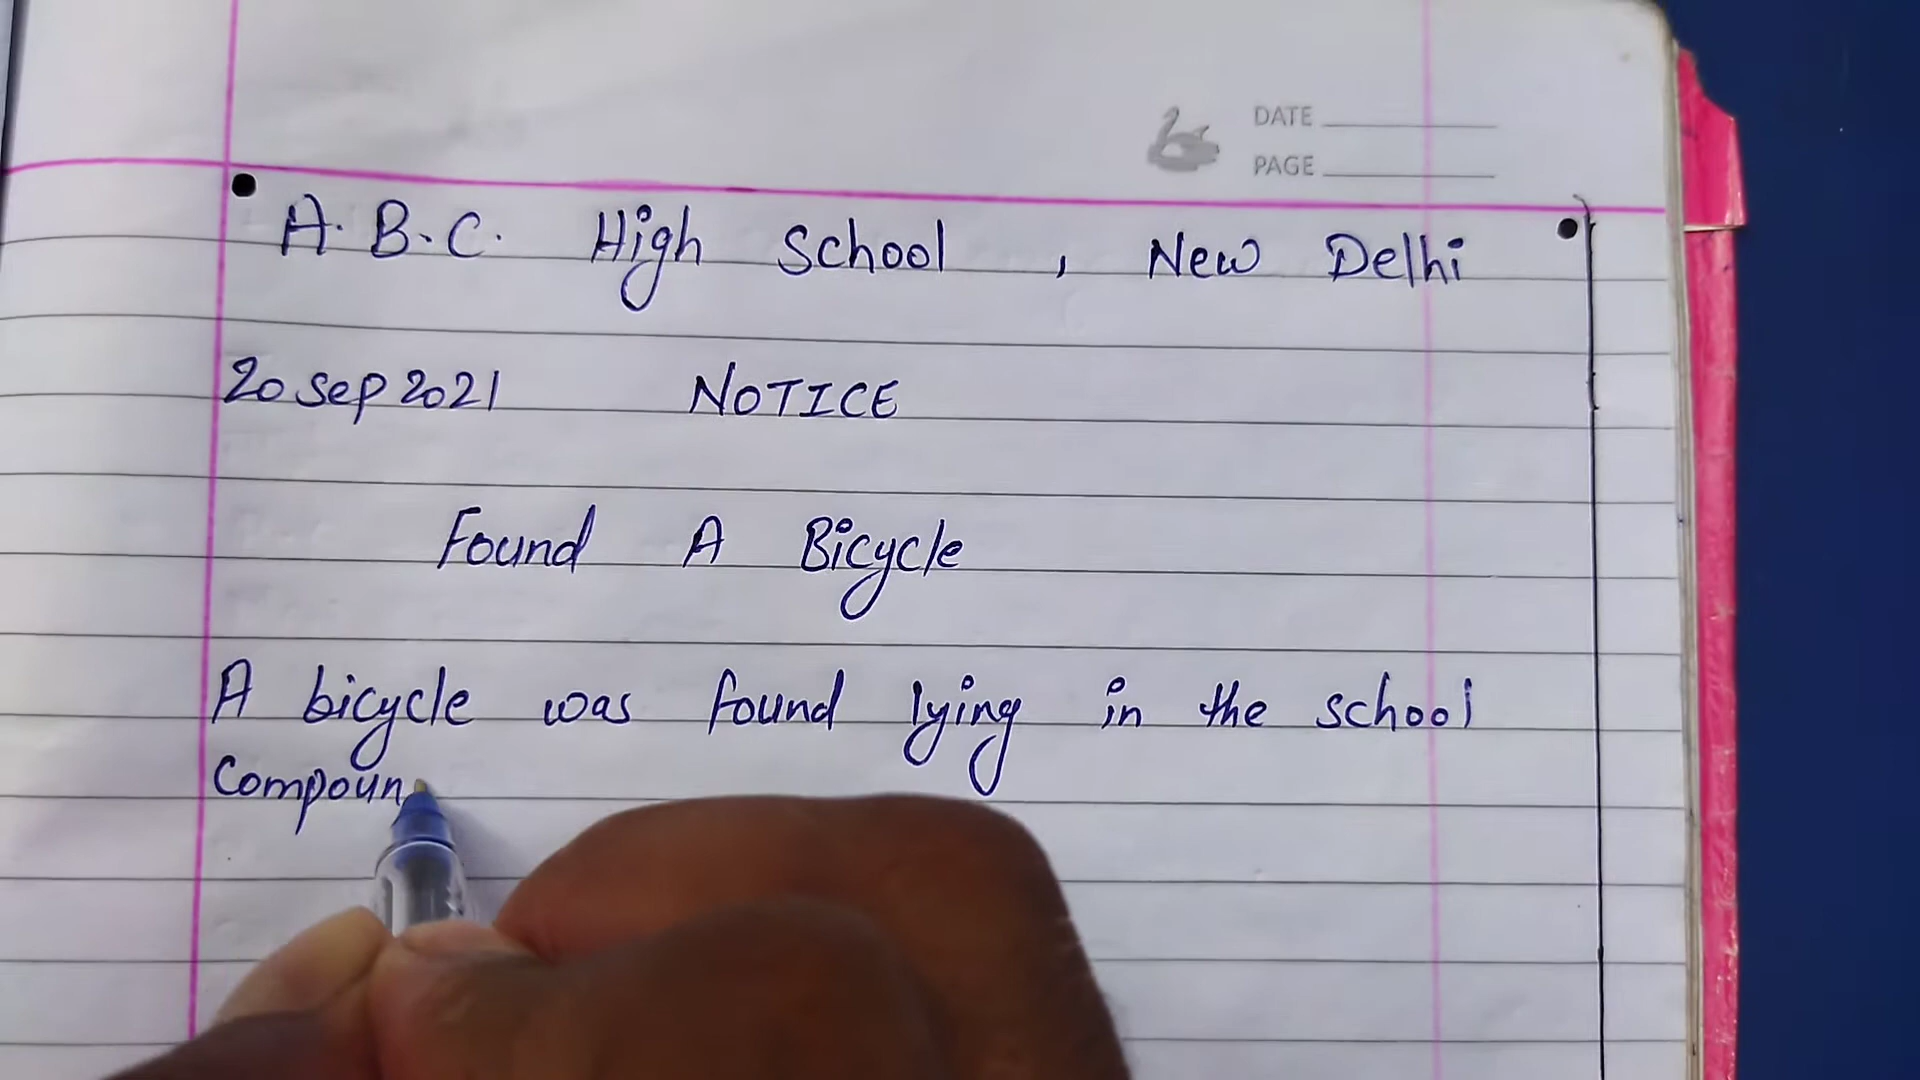 DATE
PAGE
A. B. C. High School , New Delhi
20 Sep 2021 NOTICE
Found A Bicycle
A bicycle was found lying in the school
Compoun